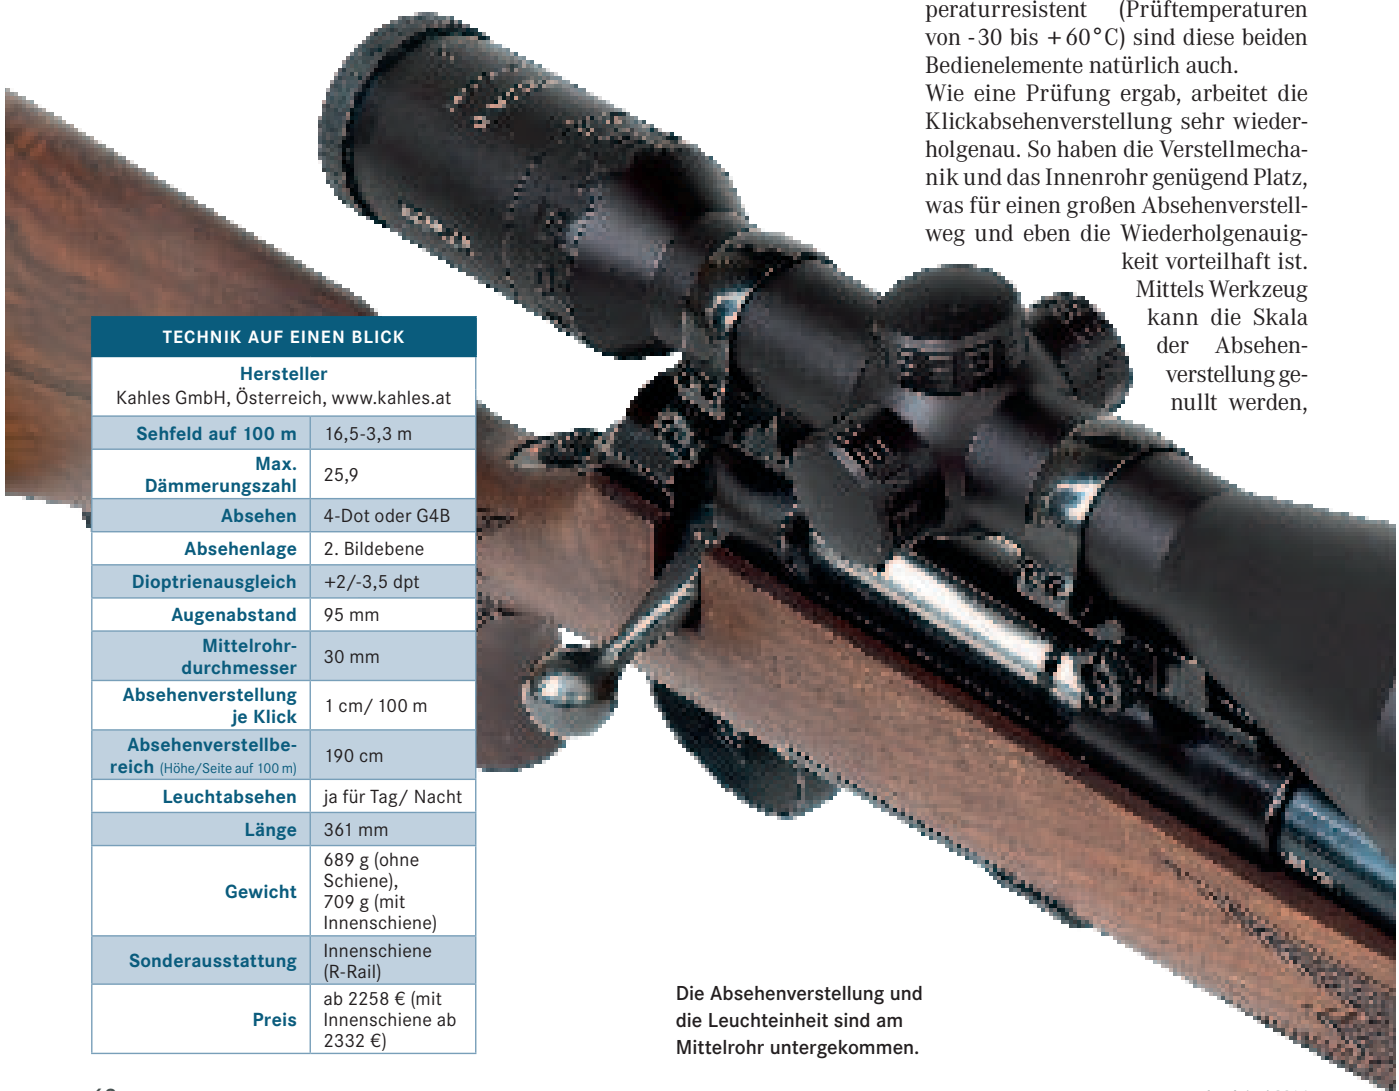 peraturresistent (Prüftemperaturen
von -30 bis +60°C) sind diese beiden
Bedienelemente natürlich auch.
Wie eine Prüfung ergab, arbeitet die
Klickabsehenverstellung sehr wieder-
holgenau. So haben die Verstellmecha-
nik und das Innenrohr genügend Platz,
was für einen großen Absehenverstell-
weg und eben die Wiederholgenauig-
keit vorteilhaft ist.
Mittels Werkzeug
kann die Skala
der Absehen-
verstellung ge-
nullt werden,
TECHNIK AUF EINEN BLICK
Hersteller
Kahles GmbH, Österreich, www.kahles.at
Sehfeld auf 100 m 16,5-3,3 m
Max.
Dämmerungszahl 25,9
Absehen 4-Dot oder G4B
Absehenlage 2. Bildebene
Dioptrienausgleich +2/-3,5 dpt
Augenabstand 95 mm
Mittelrohr-
durchmesser 30 mm
Absehenverstellung
je Klick 1 cm/ 100 m
Absehenverstellbe-
reich (Höhe/Seite auf 100 m) 190 cm
Leuchtabsehen ja für Tag/ Nacht
Länge 361 mm
Gewicht 689 g (ohne
Schiene),
709 g (mit
Innenschiene)
Sonderausstattung Innenschiene
(R-Rail)
Preis ab 2258 € (mit
Innenschiene ab
2332 €)
Die Absehenverstellung und
die Leuchteinheit sind am
Mittelrohr untergekommen.